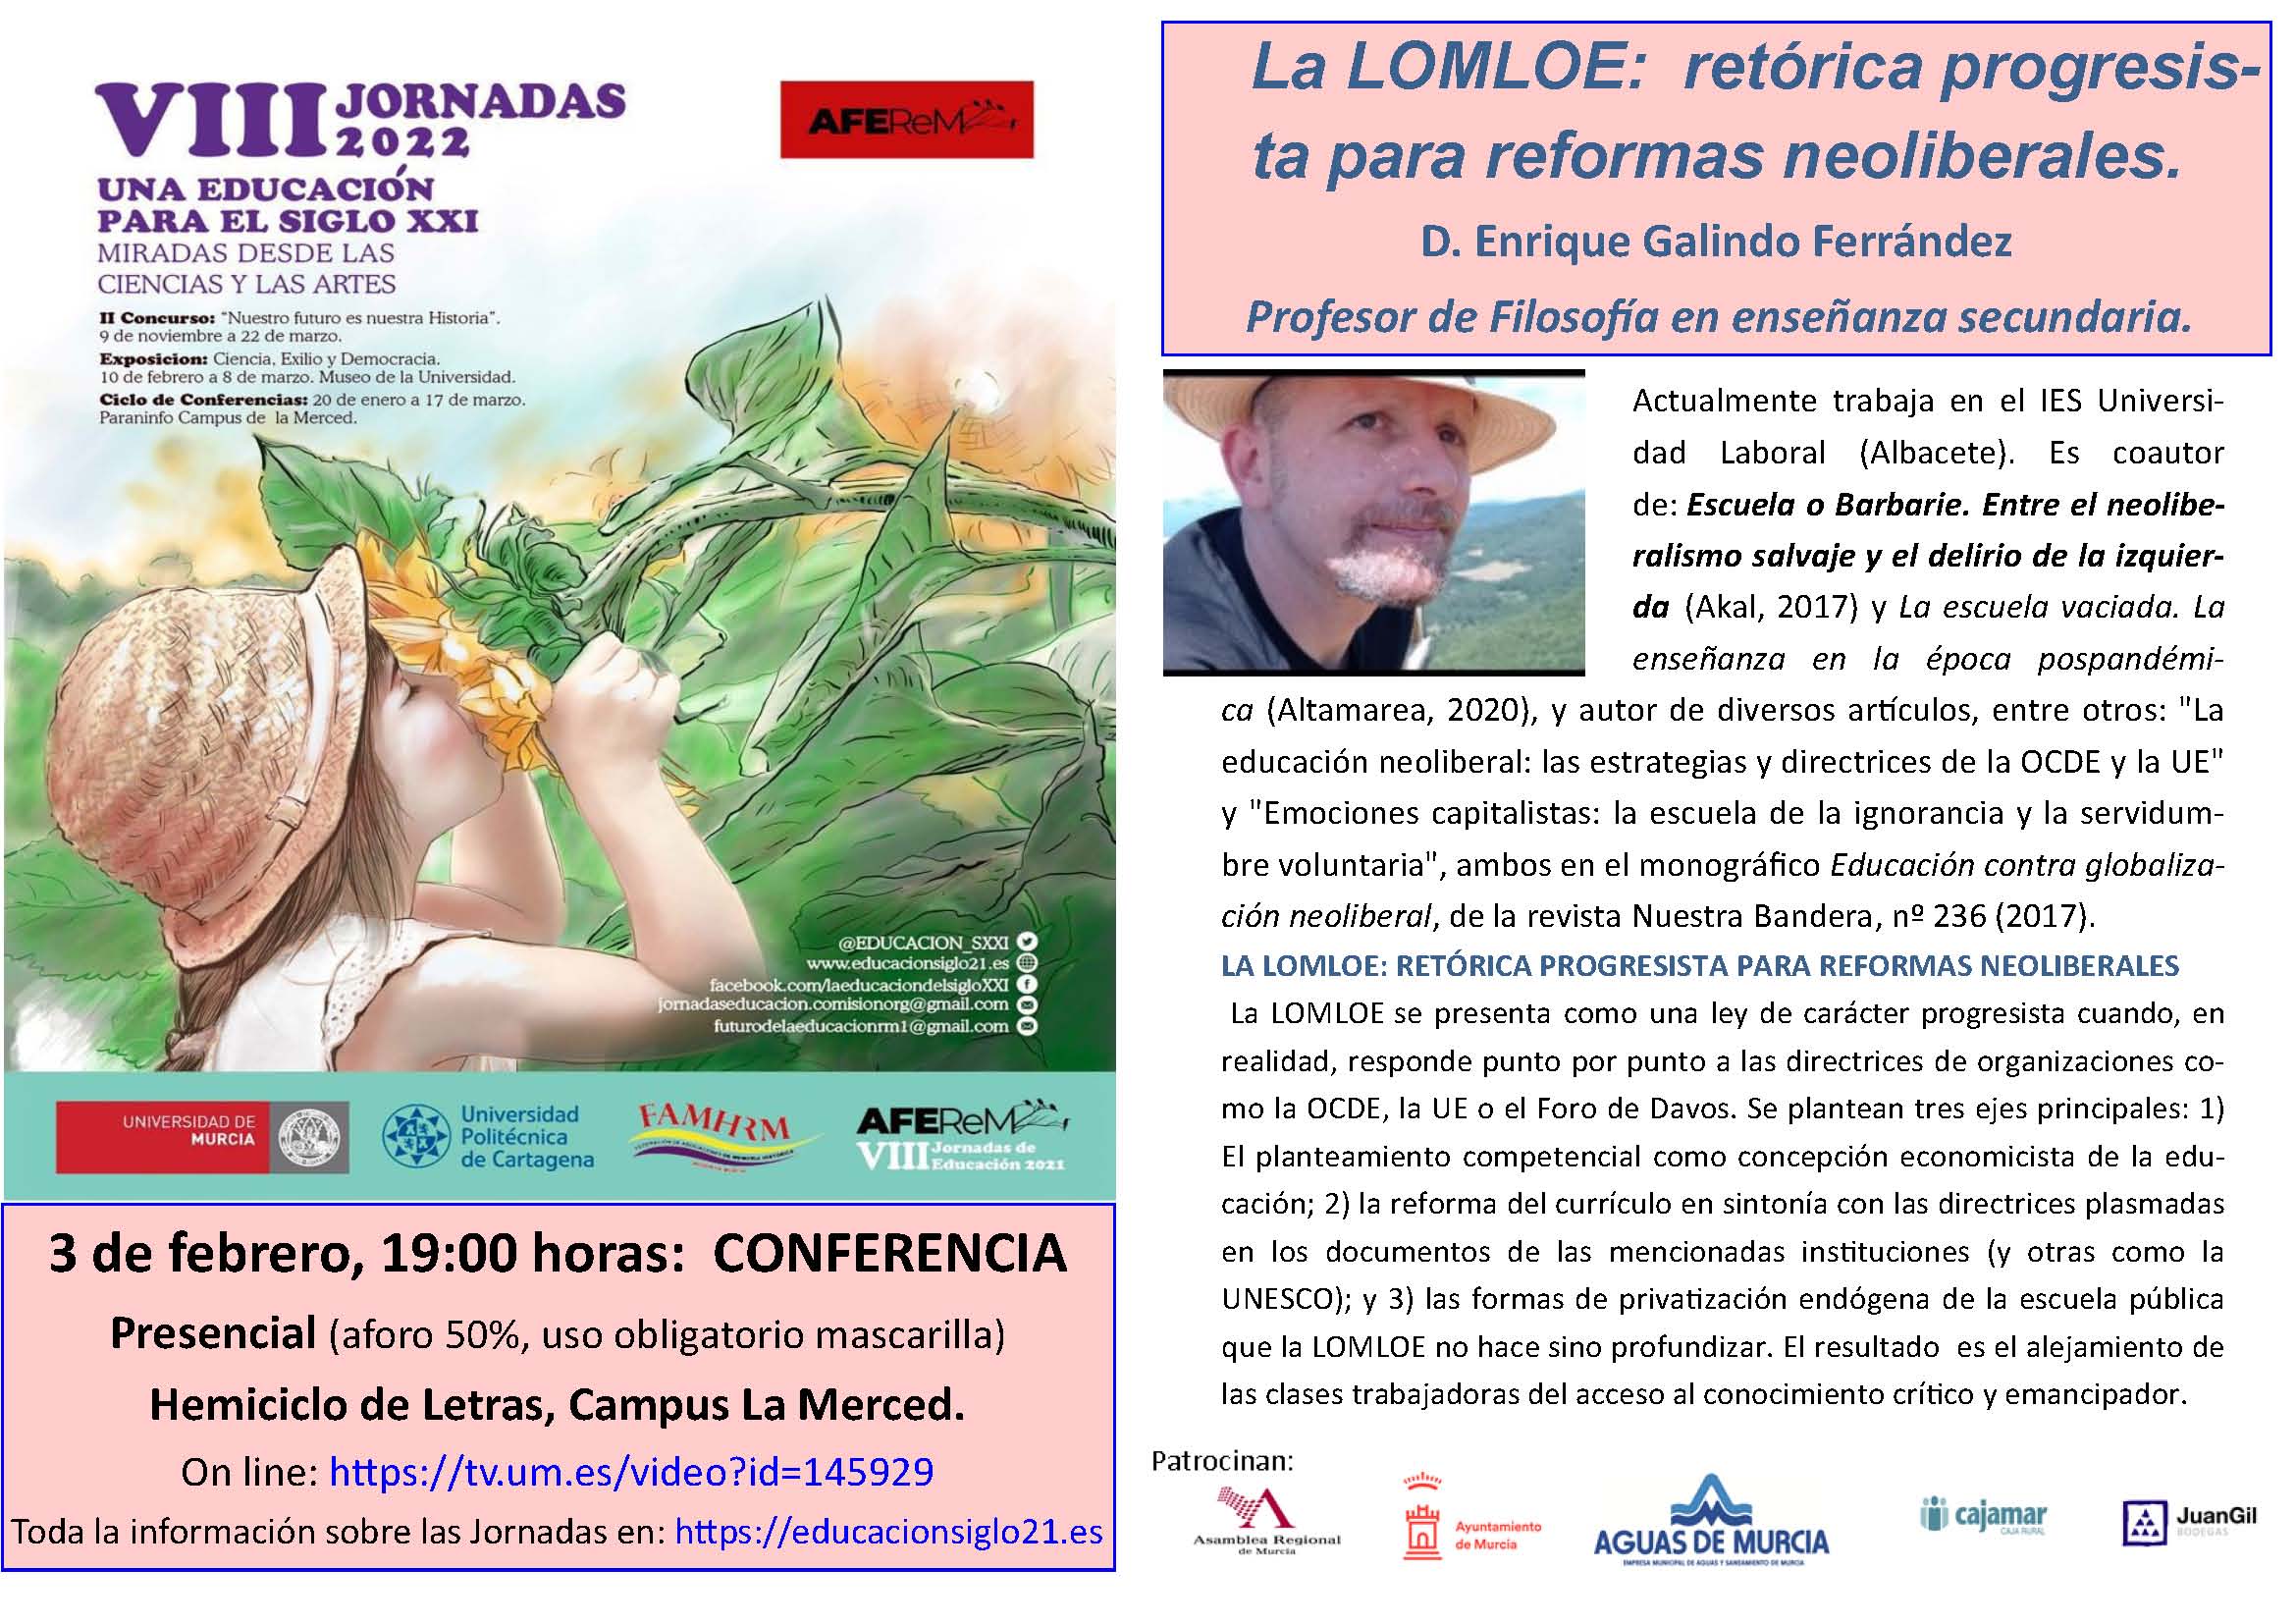 VIII JORNADAS
2022
UNA EDUCACIÓN
PARA EL SIGLO XXI
MIRADAS DESDE LAS
CIENCIAS Y LAS ARTES
II Concurso: "Nuestro futuro es nuestra Historia".
9 de noviembre a 22 de marzo.
Exposicion: Ciencia, Exilio y Democracia.
10 de febrero a 8 de marzo. Museo de la Universidad.
Ciclo de Conferencias: 20 de enero a 17 de marzo.
Paraninfo Campus de la Merced.
AFEReM
@EDUCACION_SXXI
www.educacionsiglo21.es
facebook.com/laeducaciondelsigloXXI
jornadaseducacion.comisionorg@gmail.com
futurodelaeducacionrm1@gmail.com
UNIVERSIDAD DE
MURCIA
Universidad
Politécnica
de Cartagena
FAMHRM
AFEReM
VIII Jornadas de
Educación 2021
3 de febrero, 19:00 horas: CONFERENCIA
Presencial (aforo 50%, uso obligatorio mascarilla)
Hemiciclo de Letras, Campus La Merced.
On line: https://tv.um.es/video?id=145929
Toda la información sobre las Jornadas en: https://educacionsiglo21.es
La LOMLOE: retórica progresis-
ta para reformas neoliberales.
D. Enrique Galindo Ferrández
Profesor de Filosofía en enseñanza secundaria.
Actualmente trabaja en el IES Universi-
dad Laboral (Albacete). Es coautor
de: Escuela o Barbarie. Entre el neolibe-
ralismo salvaje y el delirio de la izquier-
da (Akal, 2017) y La escuela vaciada. La
enseñanza en la época pospandémi-
ca (Altamarea, 2020), y autor de diversos artículos, entre otros: "La
educación neoliberal: las estrategias y directrices de la OCDE y la UE"
y "Emociones capitalistas: la escuela de la ignorancia y la servidum-
bre voluntaria", ambos en el monográfico Educación contra globaliza-
ción neoliberal, de la revista Nuestra Bandera, nº 236 (2017).
LA LOMLOE: RETÓRICA PROGRESISTA PARA REFORMAS NEOLIBERALES
La LOMLOE se presenta como una ley de carácter progresista cuando, en
realidad, responde punto por punto a las directrices de organizaciones co-
mo la OCDE, la UE o el Foro de Davos. Se plantean tres ejes principales: 1)
El planteamiento competencial como concepción economicista de la edu-
cación; 2) la reforma del currículo en sintonía con las directrices plasmadas
en los documentos de las mencionadas instituciones (y otras como la
UNESCO); y 3) las formas de privatización endógena de la escuela pública
que la LOMLOE no hace sino profundizar. El resultado es el alejamiento de
las clases trabajadoras del acceso al conocimiento crítico y emancipador.
Patrocinan:
Asamblea Regional
de Murcia
Ayuntamiento
de Murcia
AGUAS DE MURCIA
EMPRESA MUNICIPAL DE AGUAS Y SANEAMIENTO DE MURCIA
cajamar
CAJA RURAL
JuanGil
BODEGAS